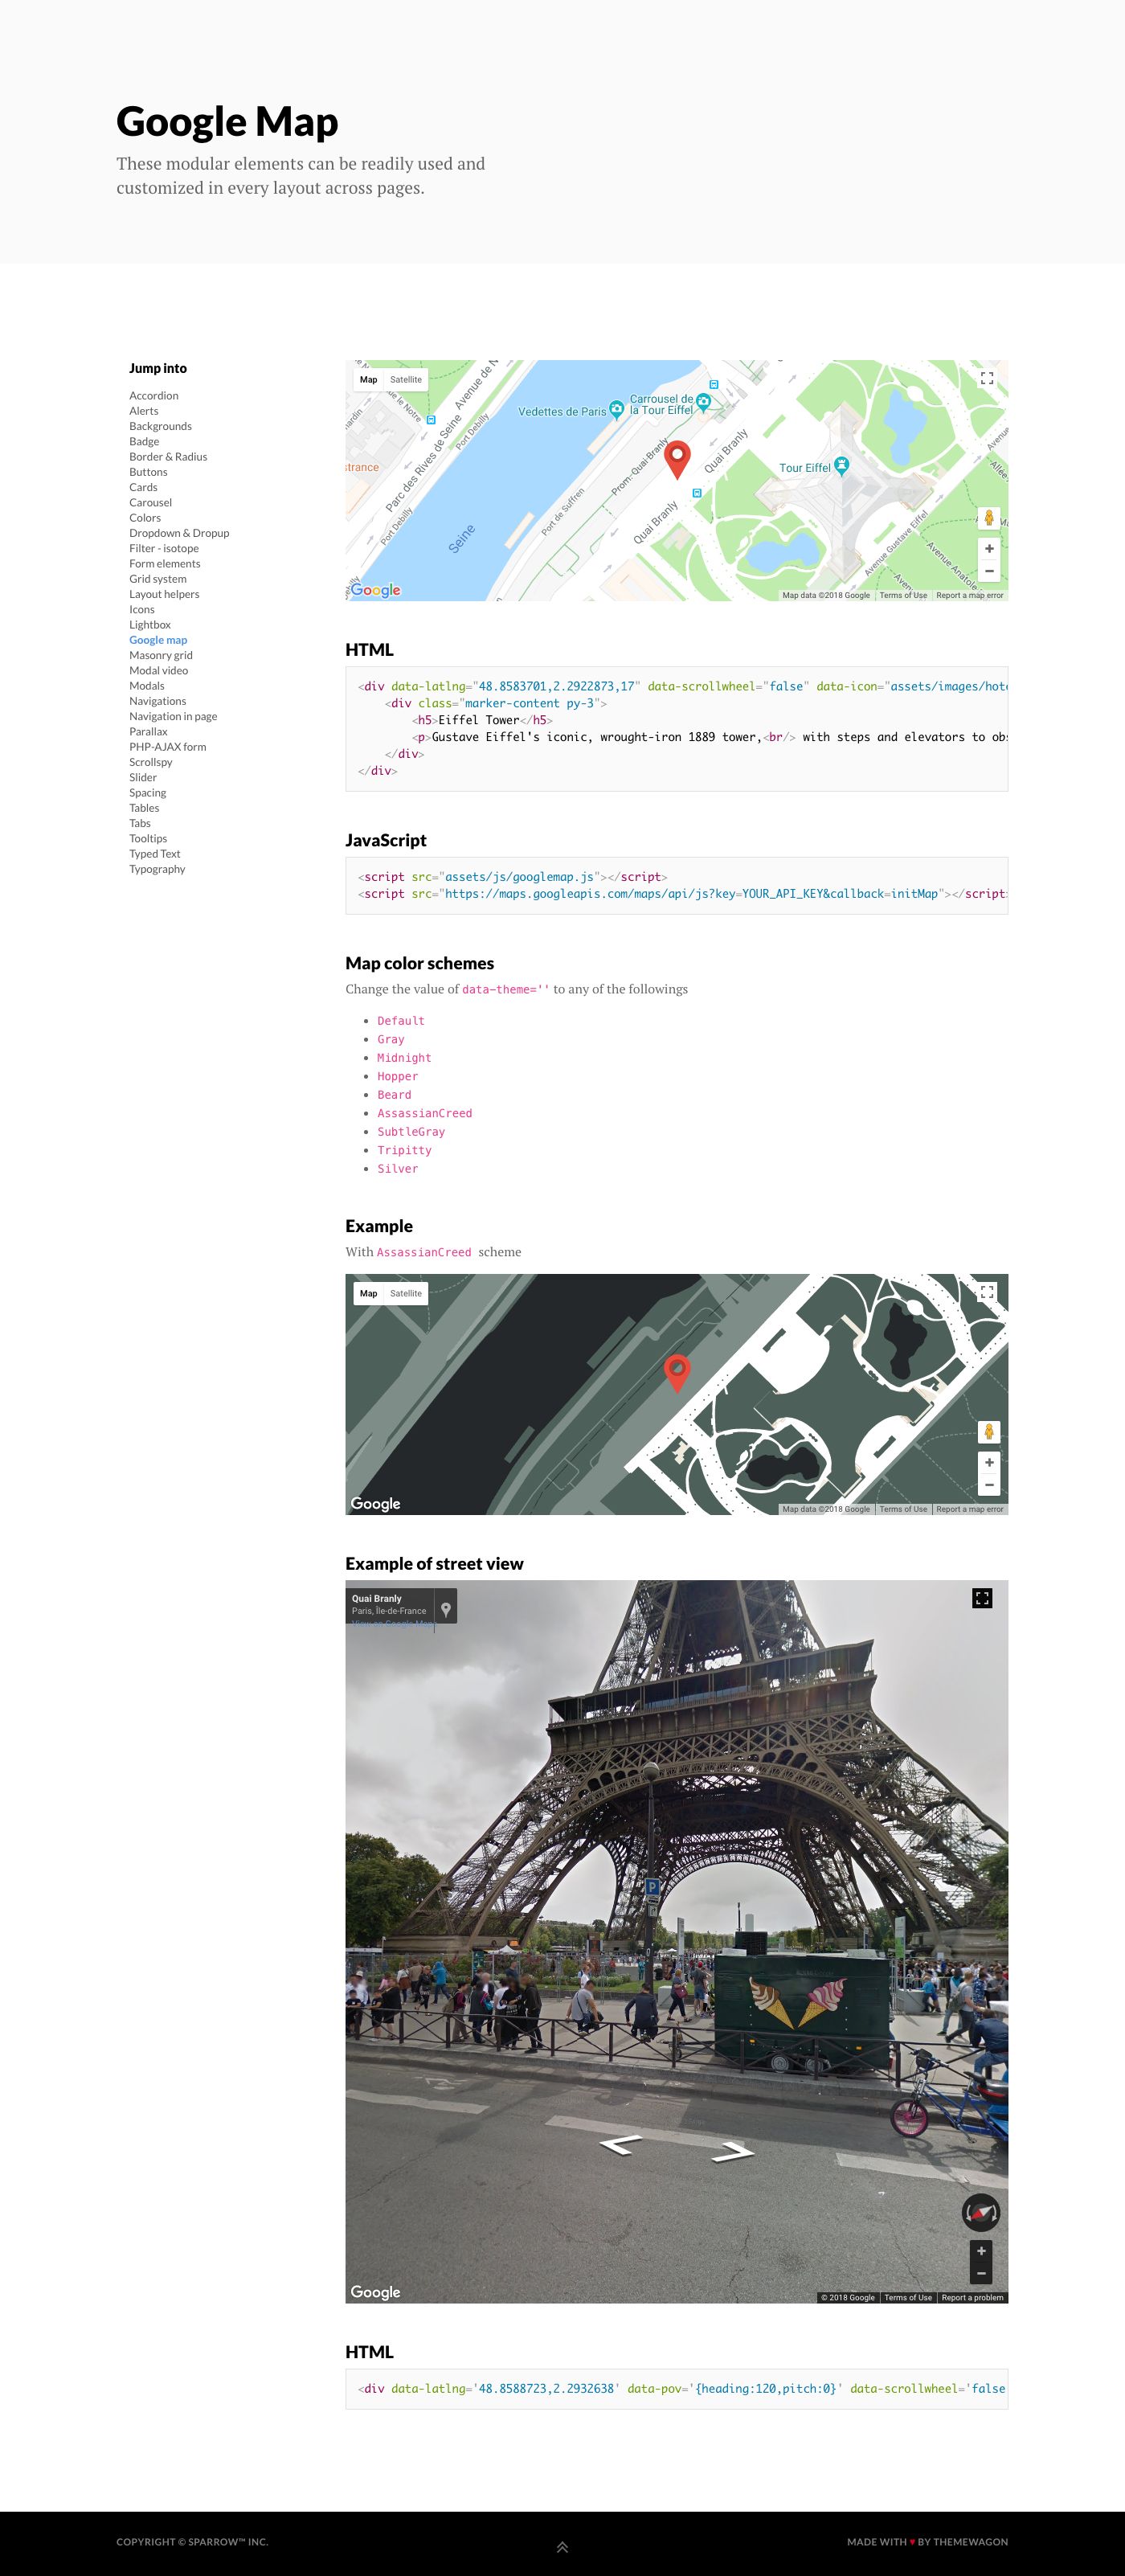 Google Map
These modular elements can be readily used and
customized in every layout across pages.
Jump into
Accordion
Alerts
Backgrounds
Badge
Border & Radius
Buttons
Cards
Carousel
Colors
Dropdown & Dropup
Filter - isotope
Form elements
Grid system
Layout helpers
Icons
Lightbox
Google map
Masonry grid
Modal video
Modals
Navigations
Navigation in page
Parallax
PHP-AJAX form
Scrollspy
Slider
Spacing
Tables
Tabs
Tooltips
Typed Text
Typography
Map Satellite
Avenue de N
Vedettes de Paris
Carrousel de
la Tour Eiffel
Parc des Rives de Seine
Port Debilly
Port Debilly
Prom. Quai Branly
Quai Branly
Tour Eiffel
Port de Suffren
Quai Branly
Seine
Avenue Gustave Eiffel
Avenue Anatole
Google
Map data ©2018 Google Terms of Use Report a map error
HTML
<div data-latlng="48.8583701,2.2922873,17" data-scrollwheel="false" data-icon="assets/images/hote
<div class="marker-content py-3">
<h5>Eiffel Tower</h5>
<p>Gustave Eiffel's iconic, wrought-iron 1889 tower,<br/> with steps and elevators to obs
</div>
</div>
JavaScript
<script src="assets/js/googlemap.js"></script>
<script src="https://maps.googleapis.com/maps/api/js?key=YOUR_API_KEY&callback=initMap"></script>
Map color schemes
Change the value of data-theme='' to any of the followings
Default
Gray
Midnight
Hopper
Beard
AssassianCreed
SubtleGray
Tripitty
Silver
Example
With AssassianCreed scheme
Map Satellite
Google
Map data ©2018 Google Terms of Use Report a map error
Example of street view
Quai Branly
Paris, Île-de-France
View on Google Maps
P
Google
© 2018 Google Terms of Use Report a problem
HTML
<div data-latlng='48.8588723,2.2932638' data-pov='{heading:120,pitch:0}' data-scrollwheel='false
COPYRIGHT © SPARROW™ INC.
MADE WITH ♥ BY THEMEWAGON